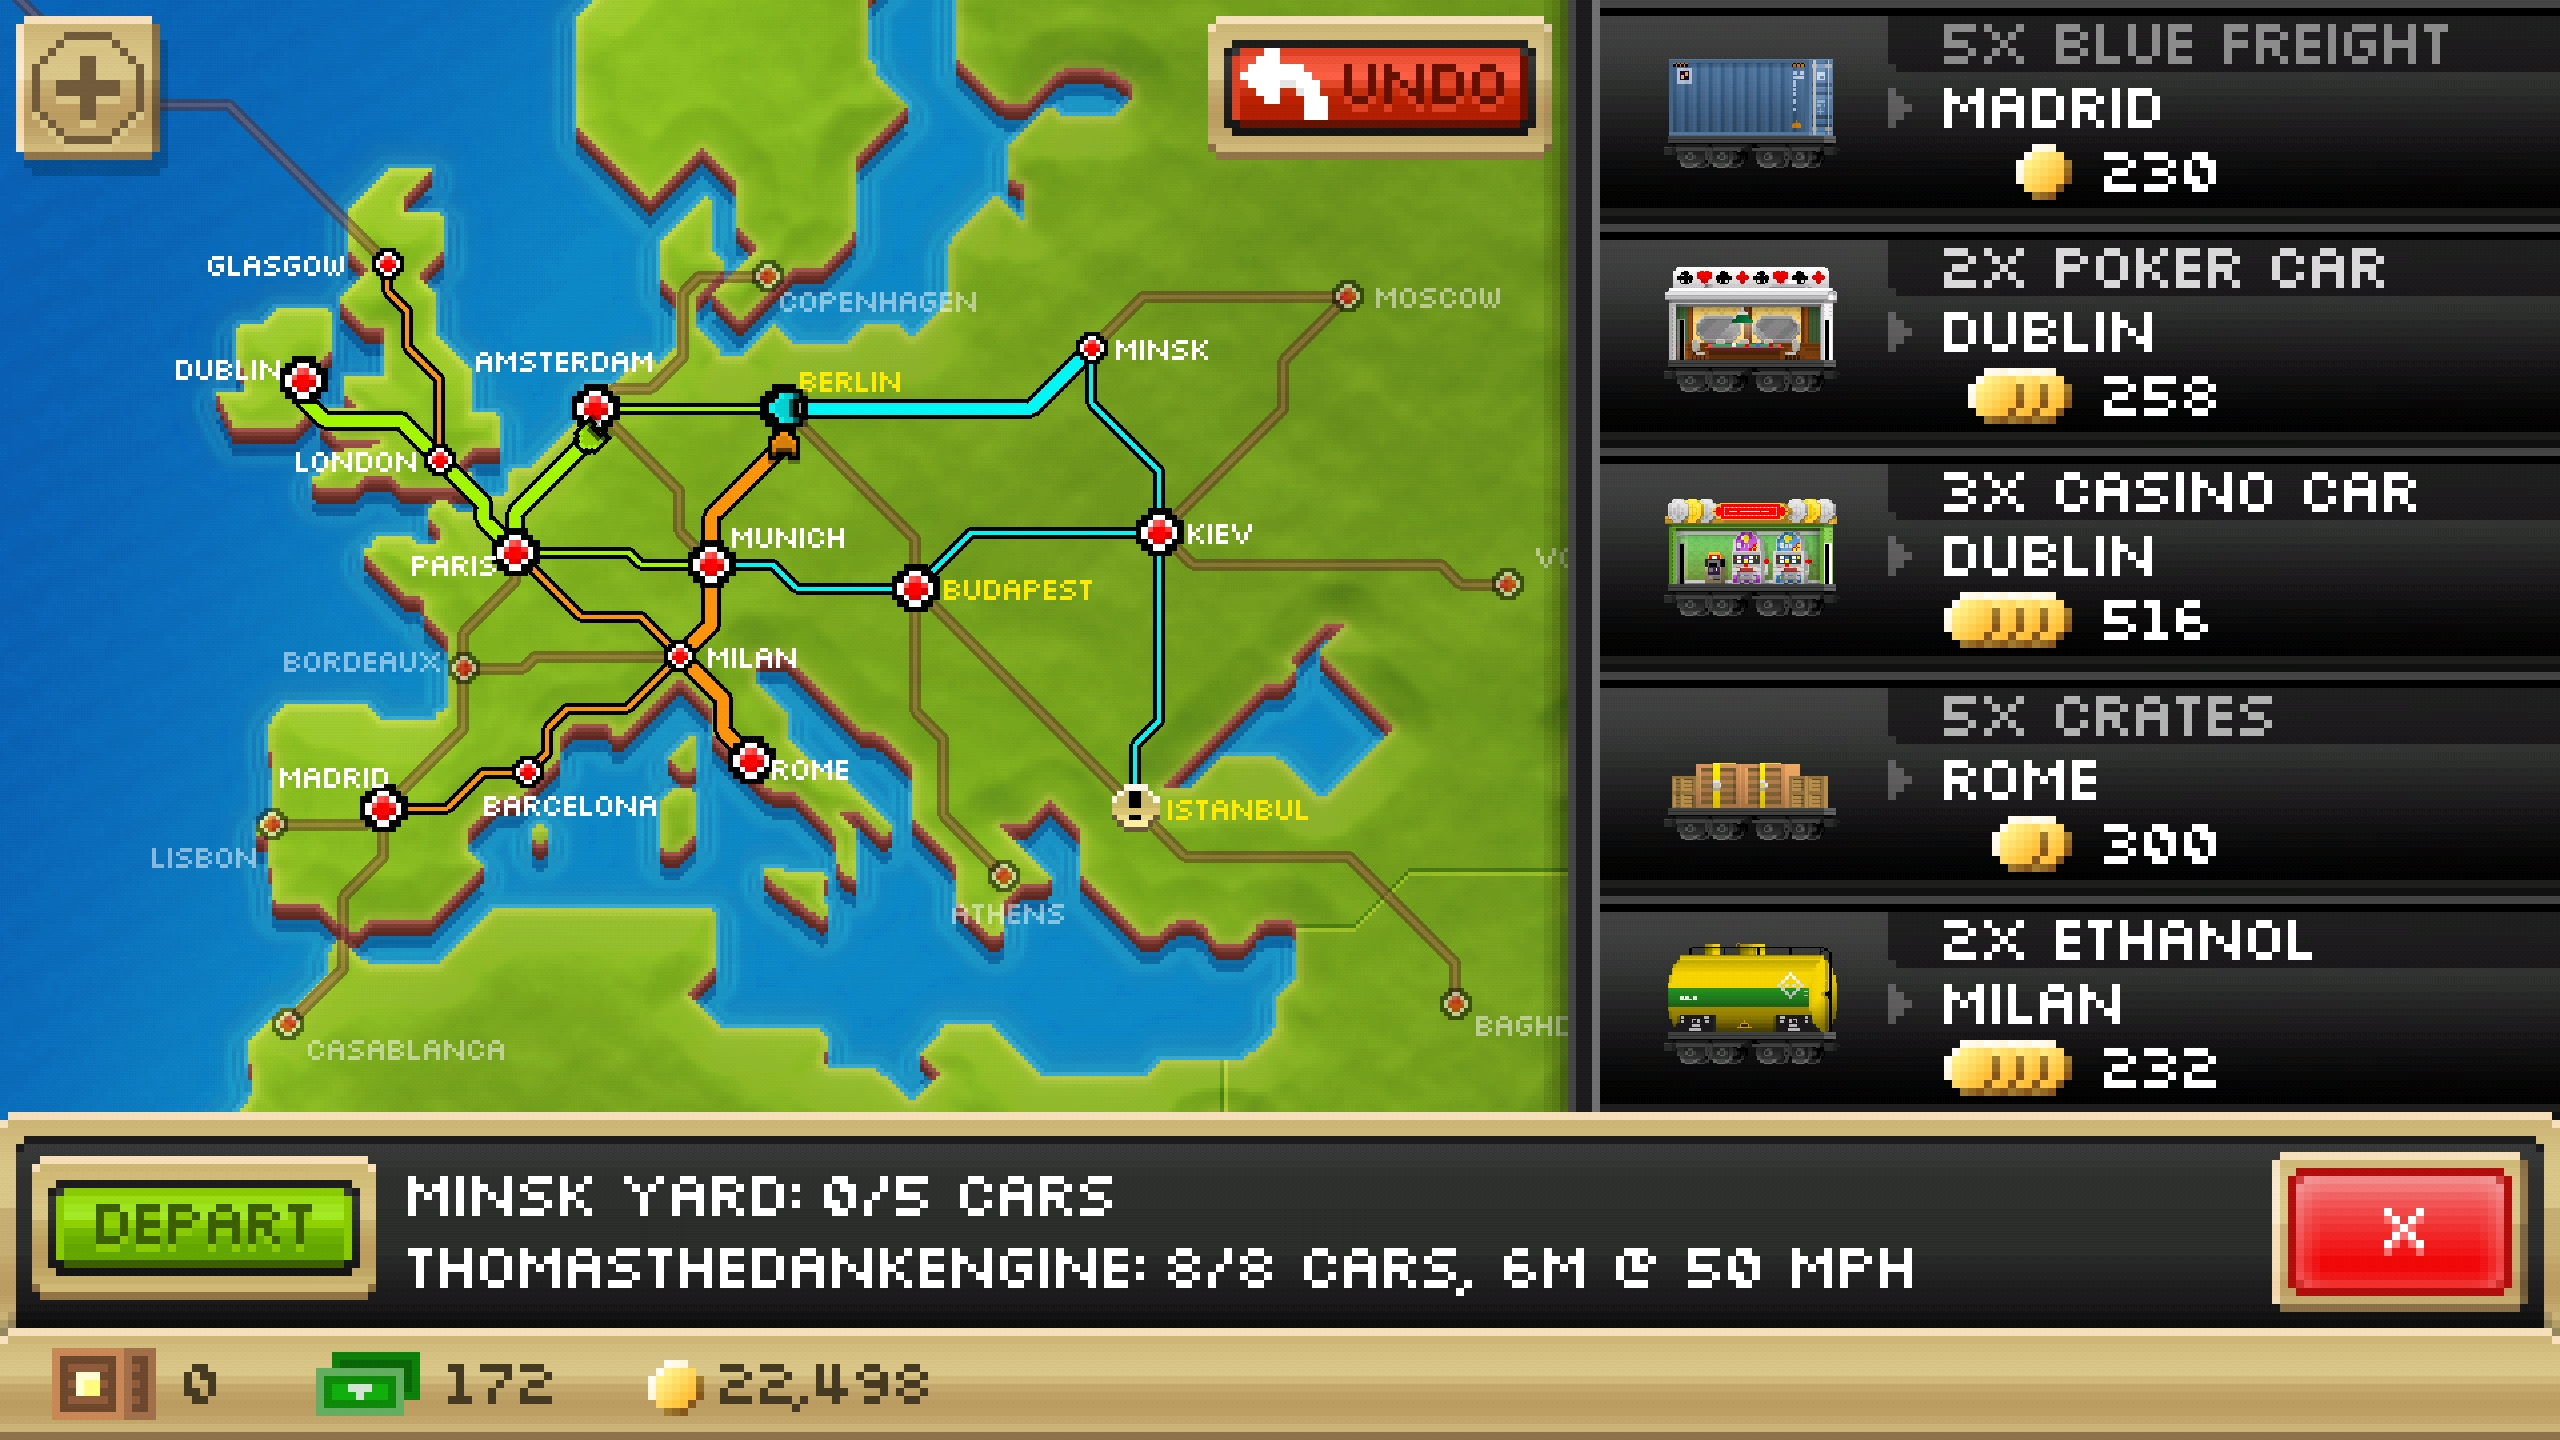 UNDO
GLASGOW
COPENHAGEN
MOSCOW
DUBLIN
AMSTERDAM
BERLIN
MINSK
LONDON
PARIS
MUNICH
KIEV
BUDAPEST
BORDEAUX
MILAN
MADRID
ROME
BARCELONA
ISTANBUL
LISBON
ATHENS
CASABLANCA
5X BLUE FREIGHT
MADRID
230
2X POKER CAR
DUBLIN
258
3X CASINO CAR
DUBLIN
516
5X CRATES
ROME
300
2X ETHANOL
MILAN
232
DEPART
MINSK YARD: 0/5 CARS
THOMASTHEDANKENGINE: 8/8 CARS, 6M @ 50 MPH
X
0 172 22,498